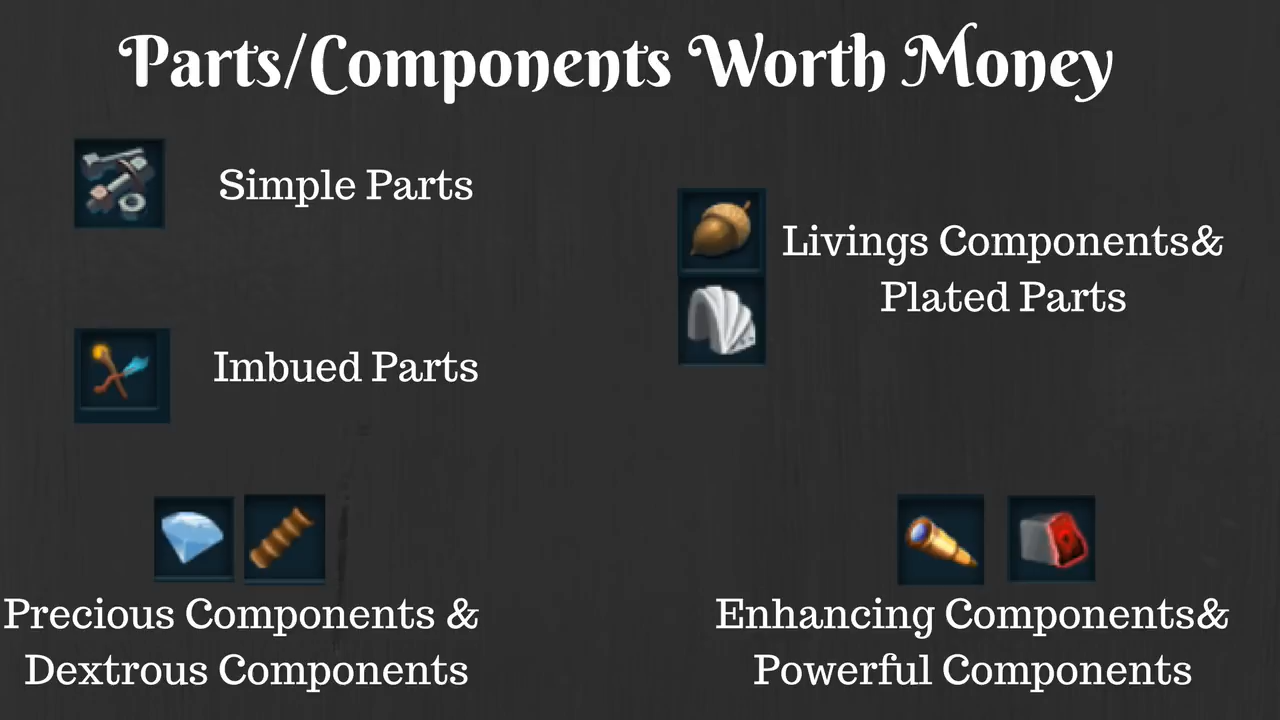 Parts/Components Worth Money
Simple Parts
Imbued Parts
Livings Components&
Plated Parts
Precious Components &
Dextrous Components
Enhancing Components&
Powerful Components